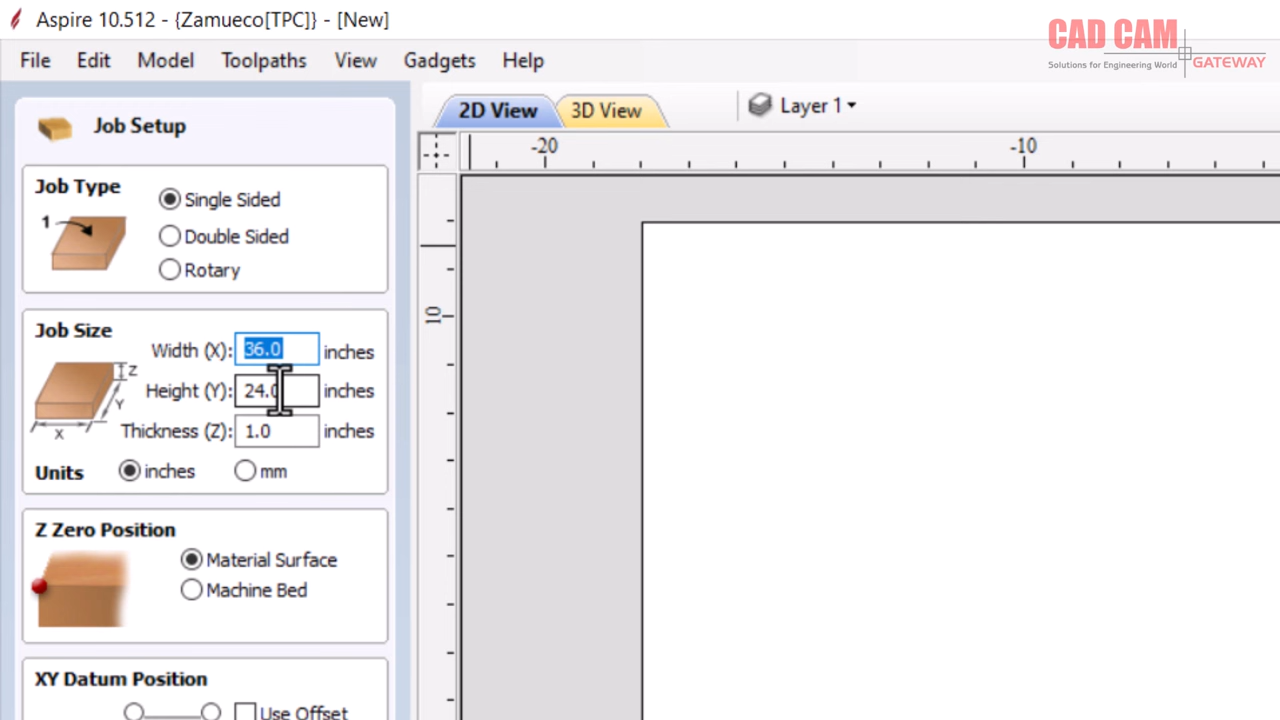 Aspire 10.512 - {Zamueco[TPC]} - [New]
CAD CAM
Solutions for Engineering World
GATEWAY
File Edit Model Toolpaths View Gadgets Help
Job Setup
2D View 3D View Layer 1
-20 -10
Job Type
1
Single Sided
Double Sided
Rotary
10
Job Size
Width (X): 36.0 inches
Z
Height (Y): 24.0 inches
Y
Thickness (Z): 1.0 inches
X
Units inches mm
Z Zero Position
Material Surface
Machine Bed
XY Datum Position
Use Offset